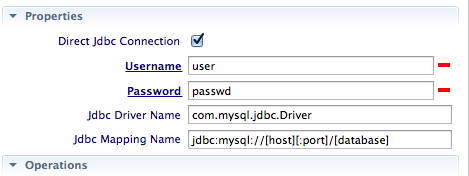 Properties
Direct Jdbc Connection
Username user
Password passwd
Jdbc Driver Name com.mysql.jdbc.Driver
Jdbc Mapping Name jdbc:mysql://[host][:port]/[database]
Operations